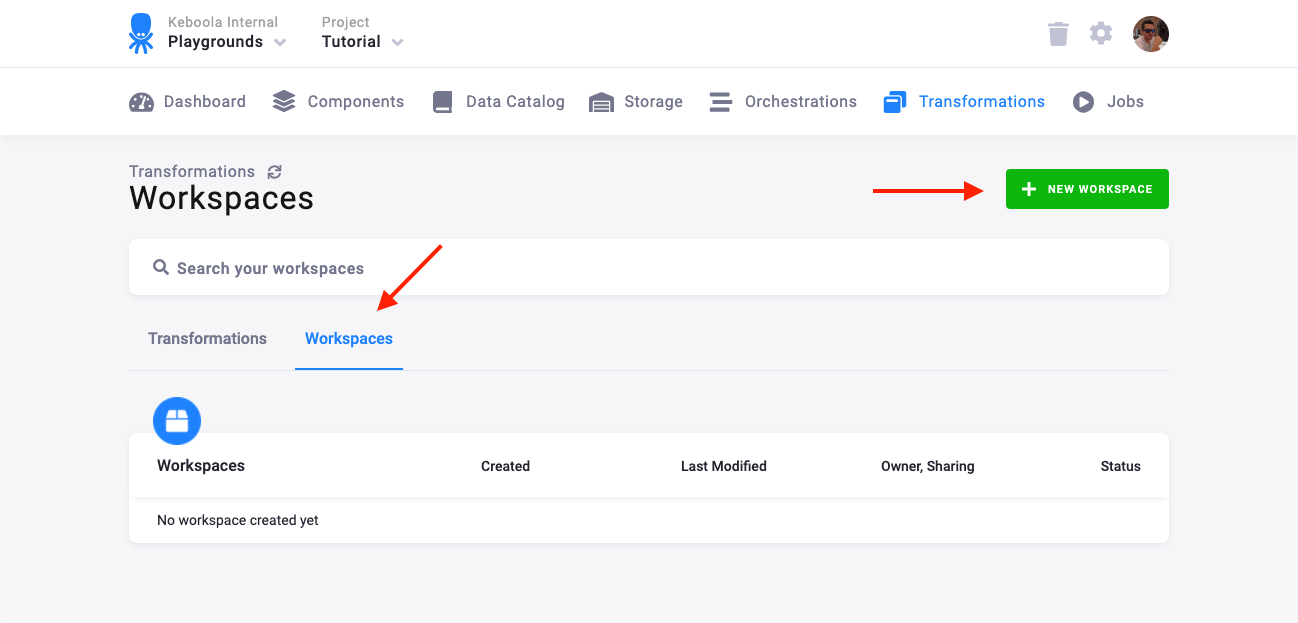 Keboola Internal
Playgrounds
Project
Tutorial
Dashboard
Components
Data Catalog
Storage
Orchestrations
Transformations
Jobs
Transformations
Workspaces
NEW WORKSPACE
Search your workspaces
Transformations
Workspaces
Workspaces
Created
Last Modified
Owner, Sharing
Status
No workspace created yet